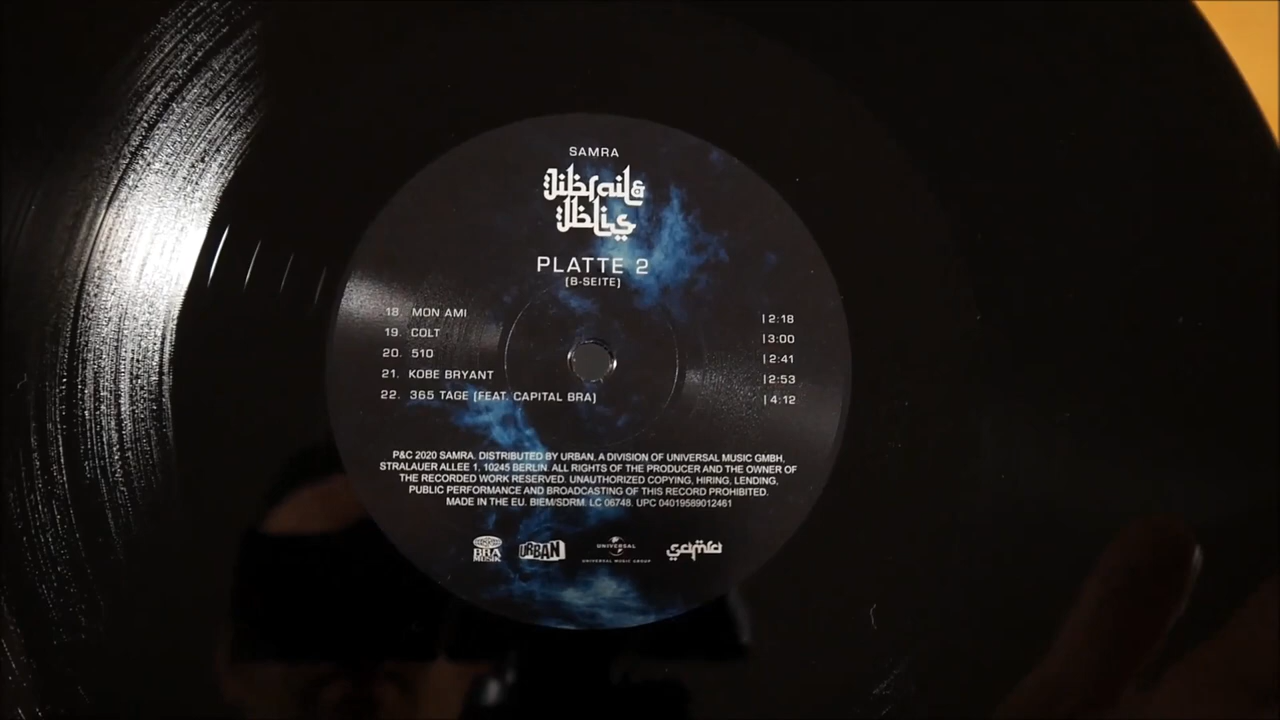 SAMRA
Jibrail &
Iblis
PLATTE 2
(B-SEITE)
18. MON AMI | 2:18
19. COLT | 3:00
20. 510 | 2:41
21. KOBE BRYANT | 2:53
22. 365 TAGE (FEAT. CAPITAL BRA) | 4:12
P&C 2020 SAMRA. DISTRIBUTED BY URBAN, A DIVISION OF UNIVERSAL MUSIC GMBH,
STRALAUER ALLEE 1, 10245 BERLIN. ALL RIGHTS OF THE PRODUCER AND THE OWNER OF
THE RECORDED WORK RESERVED. UNAUTHORIZED COPYING, HIRING, LENDING,
PUBLIC PERFORMANCE AND BROADCASTING OF THIS RECORD PROHIBITED.
MADE IN THE EU. BIEM/SDRM. LC 06748. UPC 04019589012461
BRA
MUSIK
URBAN
UNIVERSAL
UNIVERSAL MUSIC GROUP
samra